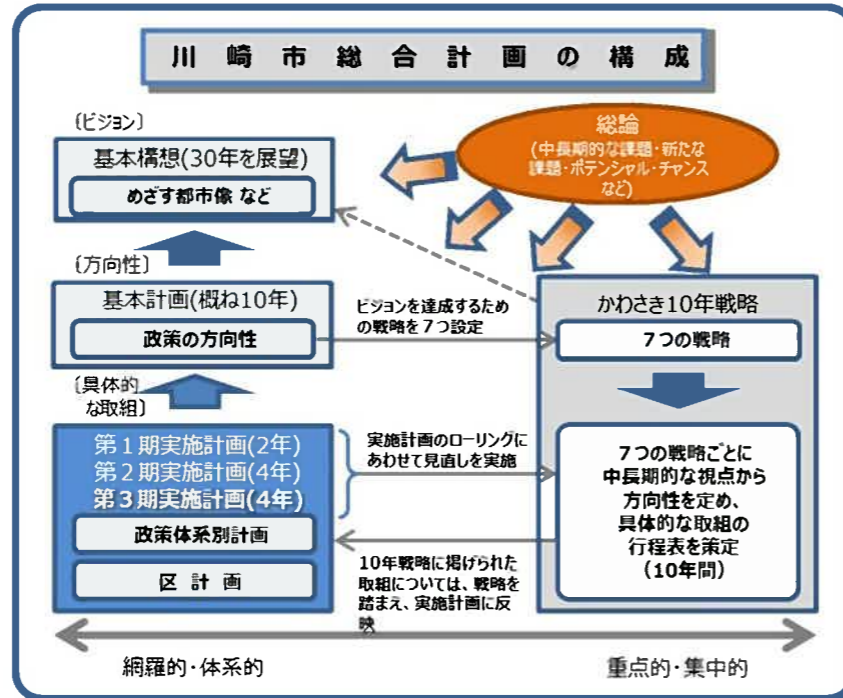 川崎市総合計画の構成
〔ビジョン〕
基本構想(30年を展望)
めざす都市像 など
総論
(中長期的な課題・新たな
課題・ポテンシャル・チャンス
など)
〔方向性〕
基本計画(概ね10年)
政策の方向性
ビジョンを達成するため
の戦略を７つ設定
かわさき10年戦略
７つの戦略
〔具体的
な取組〕
第１期実施計画(2年)
第２期実施計画(4年)
第３期実施計画(4年)
政策体系別計画
区 計 画
実施計画のローリングに
あわせて見直しを実施
７つの戦略ごとに
中長期的な視点から
方向性を定め、
具体的な取組の
行程表を策定
（10年間）
10年戦略に掲げられた
取組については、戦略を
踏まえ、実施計画に反
映
網羅的・体系的
重点的・集中的